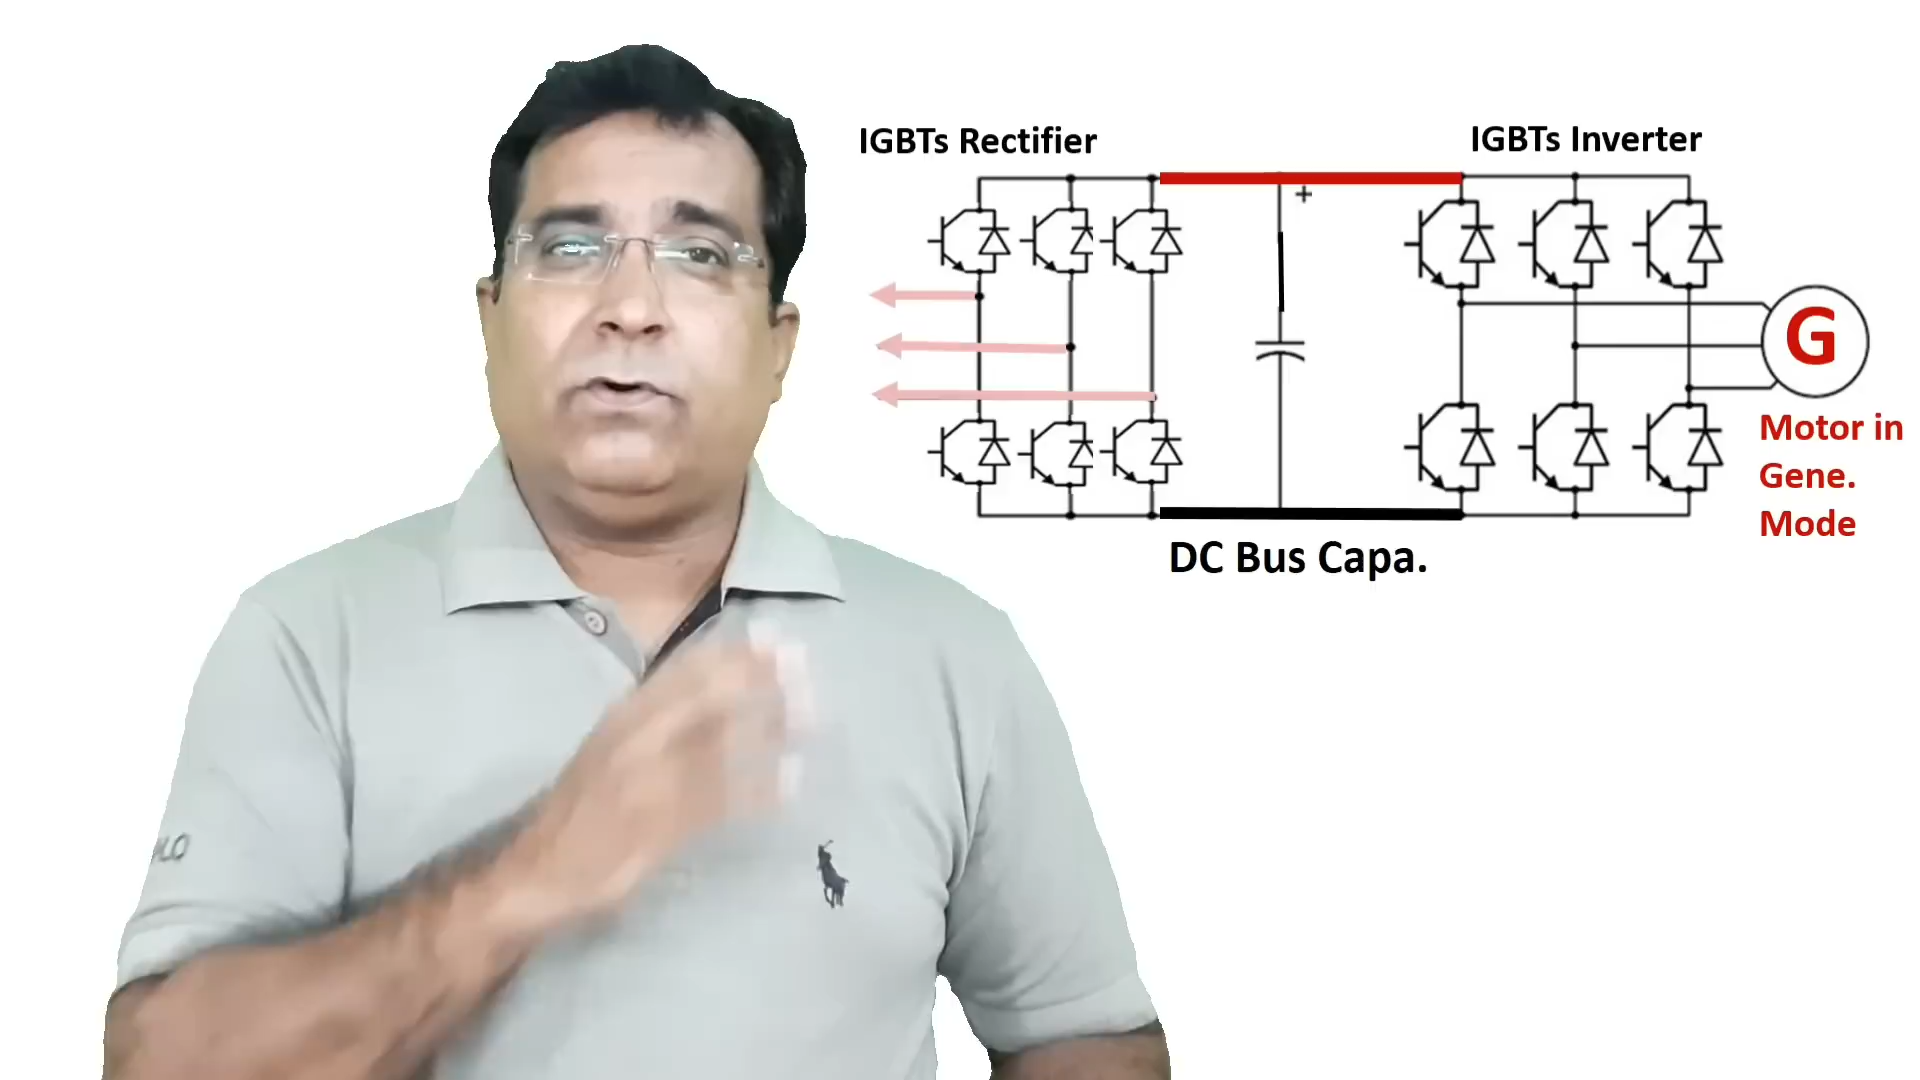 IGBTs Rectifier
IGBTs Inverter
+
G
Motor in
Gene.
Mode
DC Bus Capa.